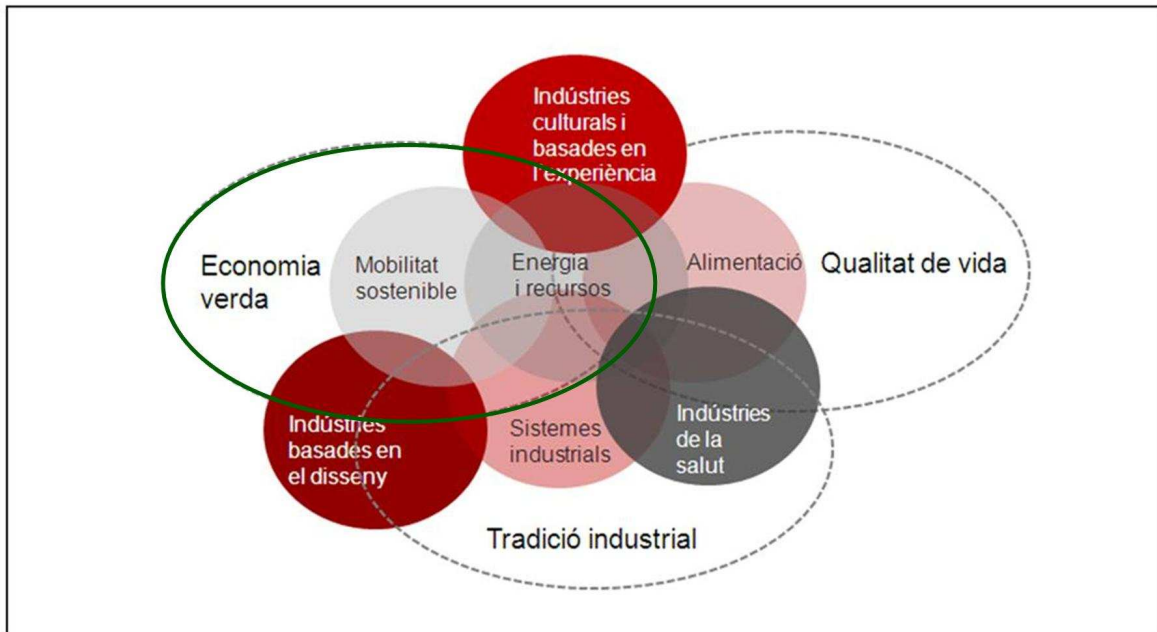 Indústries
culturals i
basades en
l'experiència
Economia
verda
Mobilitat
sostenible
Energia
i recursos
Alimentació
Qualitat de vida
Indústries
basades en
el disseny
Sistemes
industrials
Indústries
de la
salut
Tradició industrial